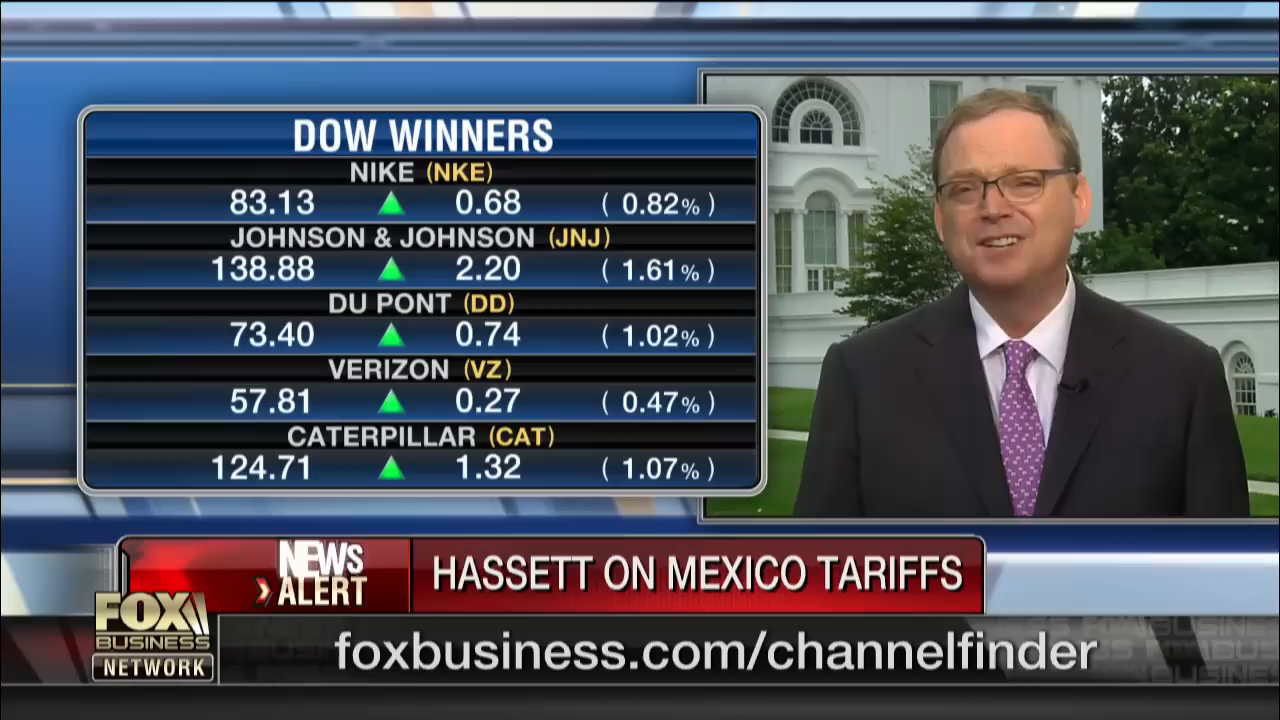 DOW WINNERS
NIKE (NKE)
83.13 ▲ 0.68 (0.82%)
JOHNSON & JOHNSON (JNJ)
138.88 ▲ 2.20 (1.61%)
DU PONT (DD)
73.40 ▲ 0.74 (1.02%)
VERIZON (VZ)
57.81 ▲ 0.27 (0.47%)
CATERPILLAR (CAT)
124.71 ▲ 1.32 (1.07%)
NEWS
ALERT
HASSETT ON MEXICO TARIFFS
FOX
BUSINESS
NETWORK
foxbusiness.com/channelfinder